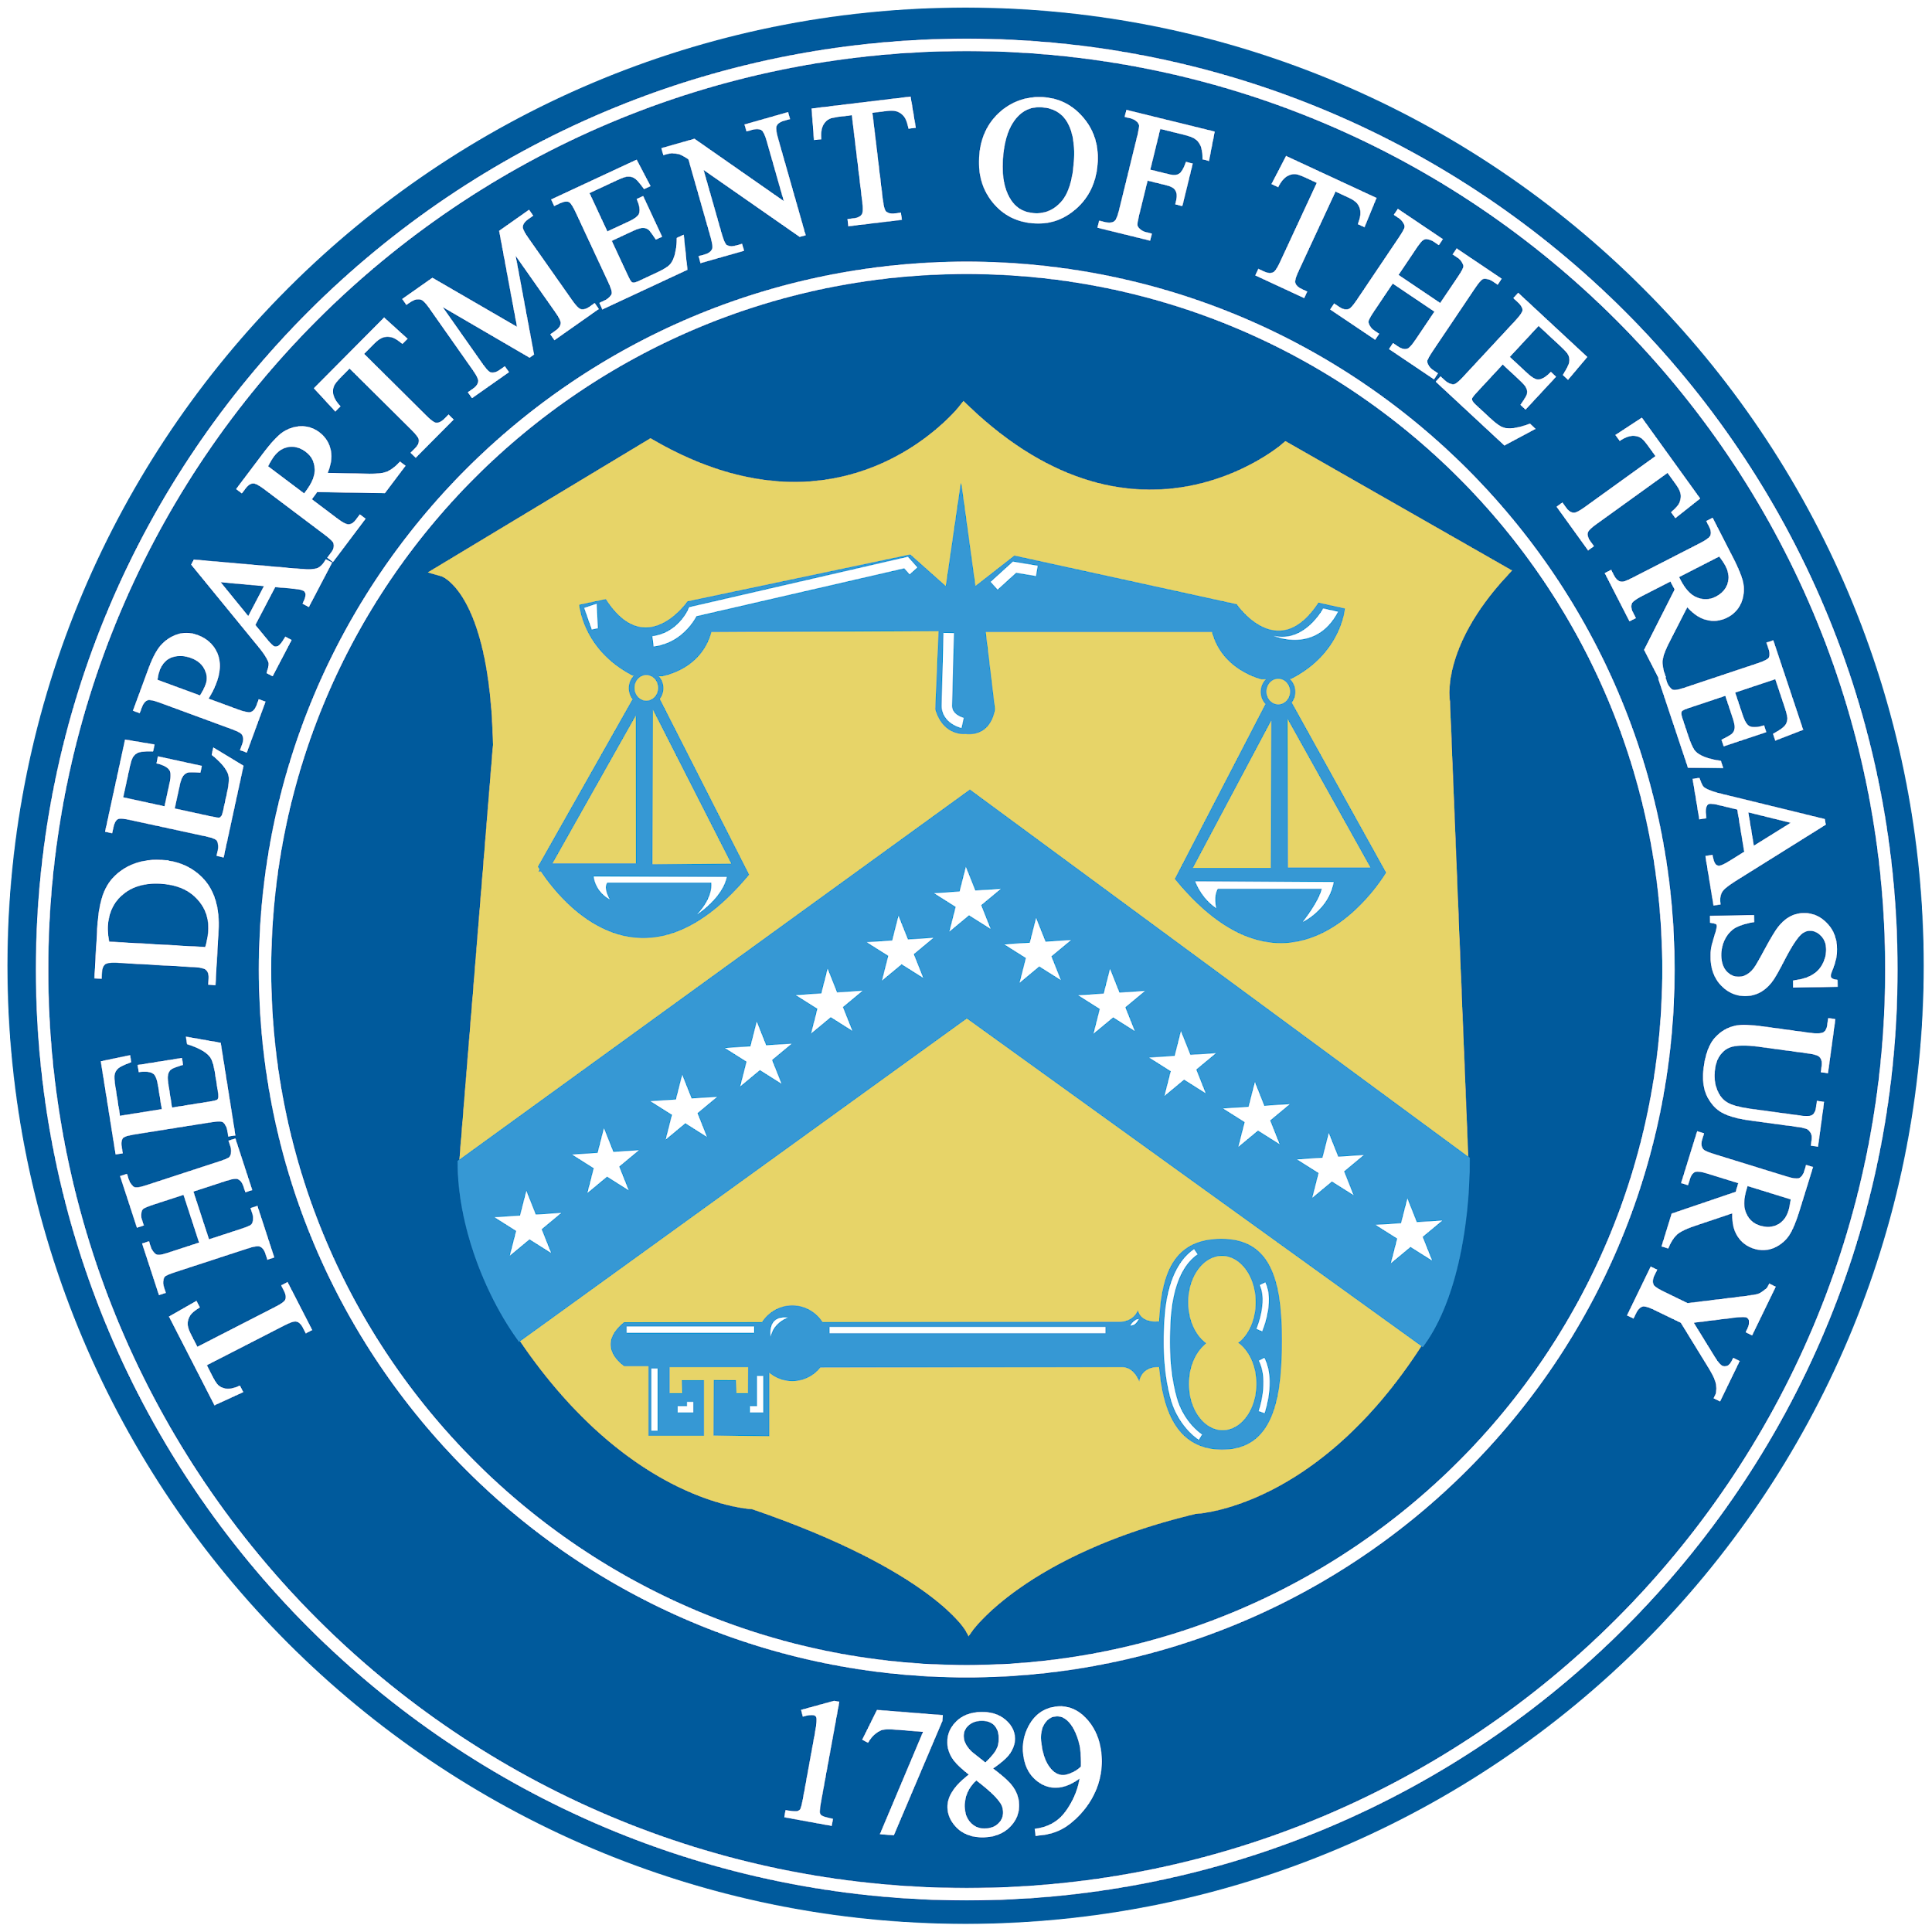 THE DEPARTMENT OF THE TREASURY
1789